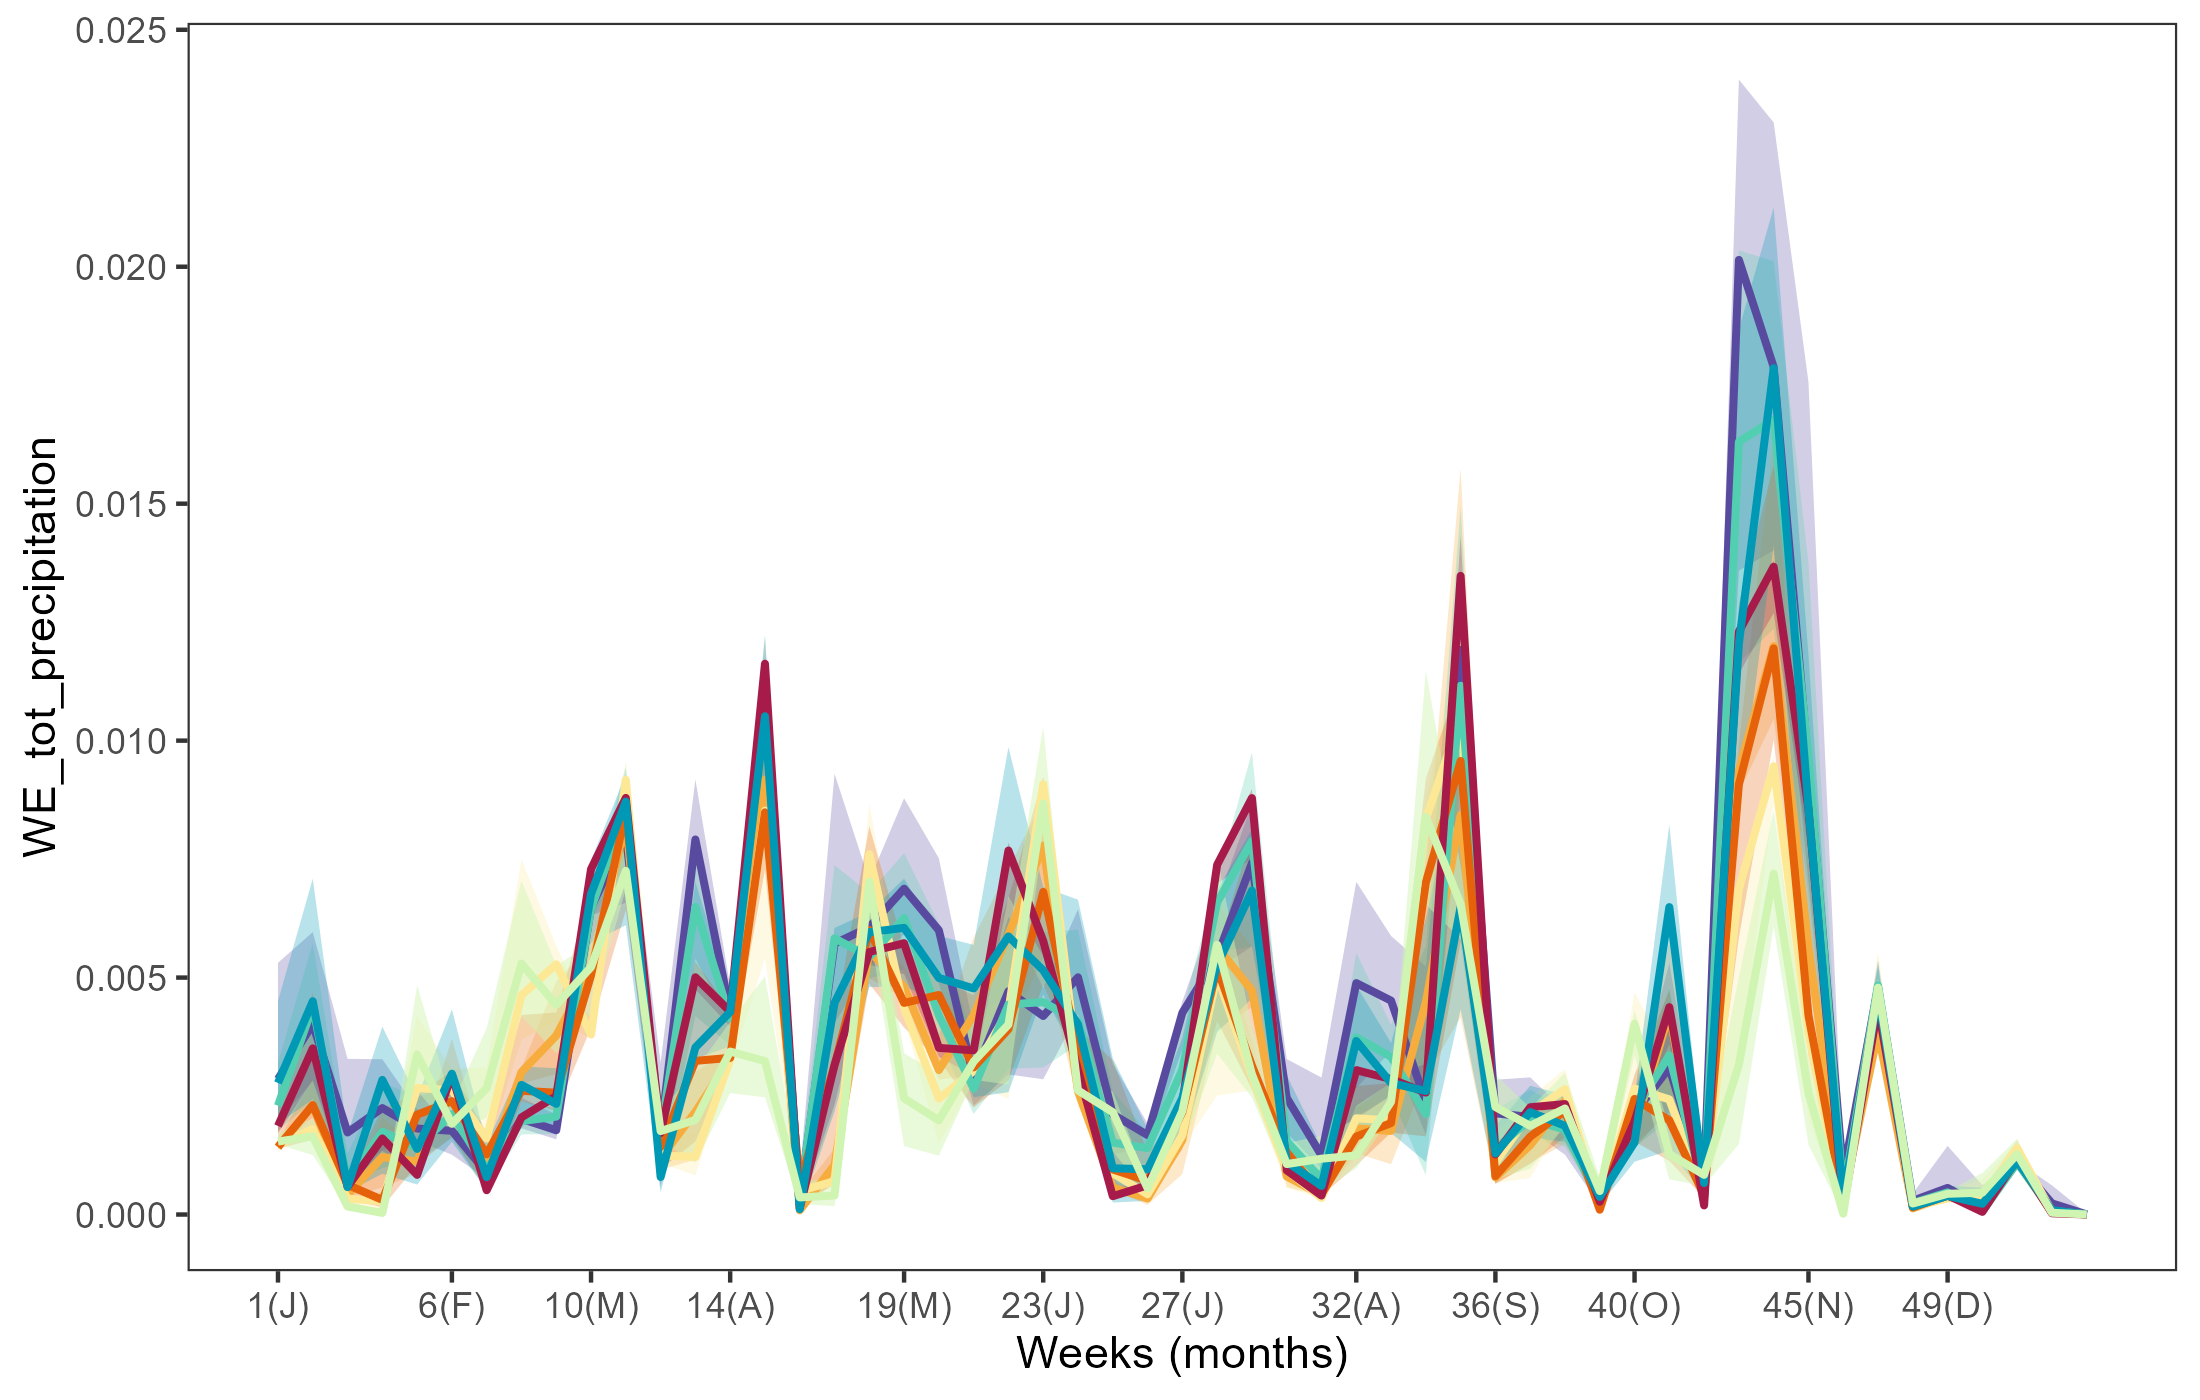 0.025
0.020
0.015
0.010
0.005
0.000
WE_tot_precipitation
1(J) 6(F) 10(M) 14(A) 19(M) 23(J) 27(J) 32(A) 36(S) 40(O) 45(N) 49(D)
Weeks (months)